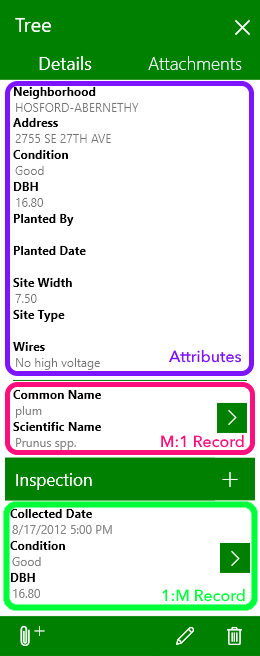 Tree
Details Attachments
Neighborhood
HOSFORD-ABERNETHY
Address
2755 SE 27TH AVE
Condition
Good
DBH
16.80
Planted By
Planted Date
Site Width
7.50
Site Type
Wires
No high voltage
Attributes
Common Name
plum
Scientific Name
Prunus spp.
M:1 Record
Inspection
Collected Date
8/17/2012 5:00 PM
Condition
Good
DBH
16.80
1:M Record